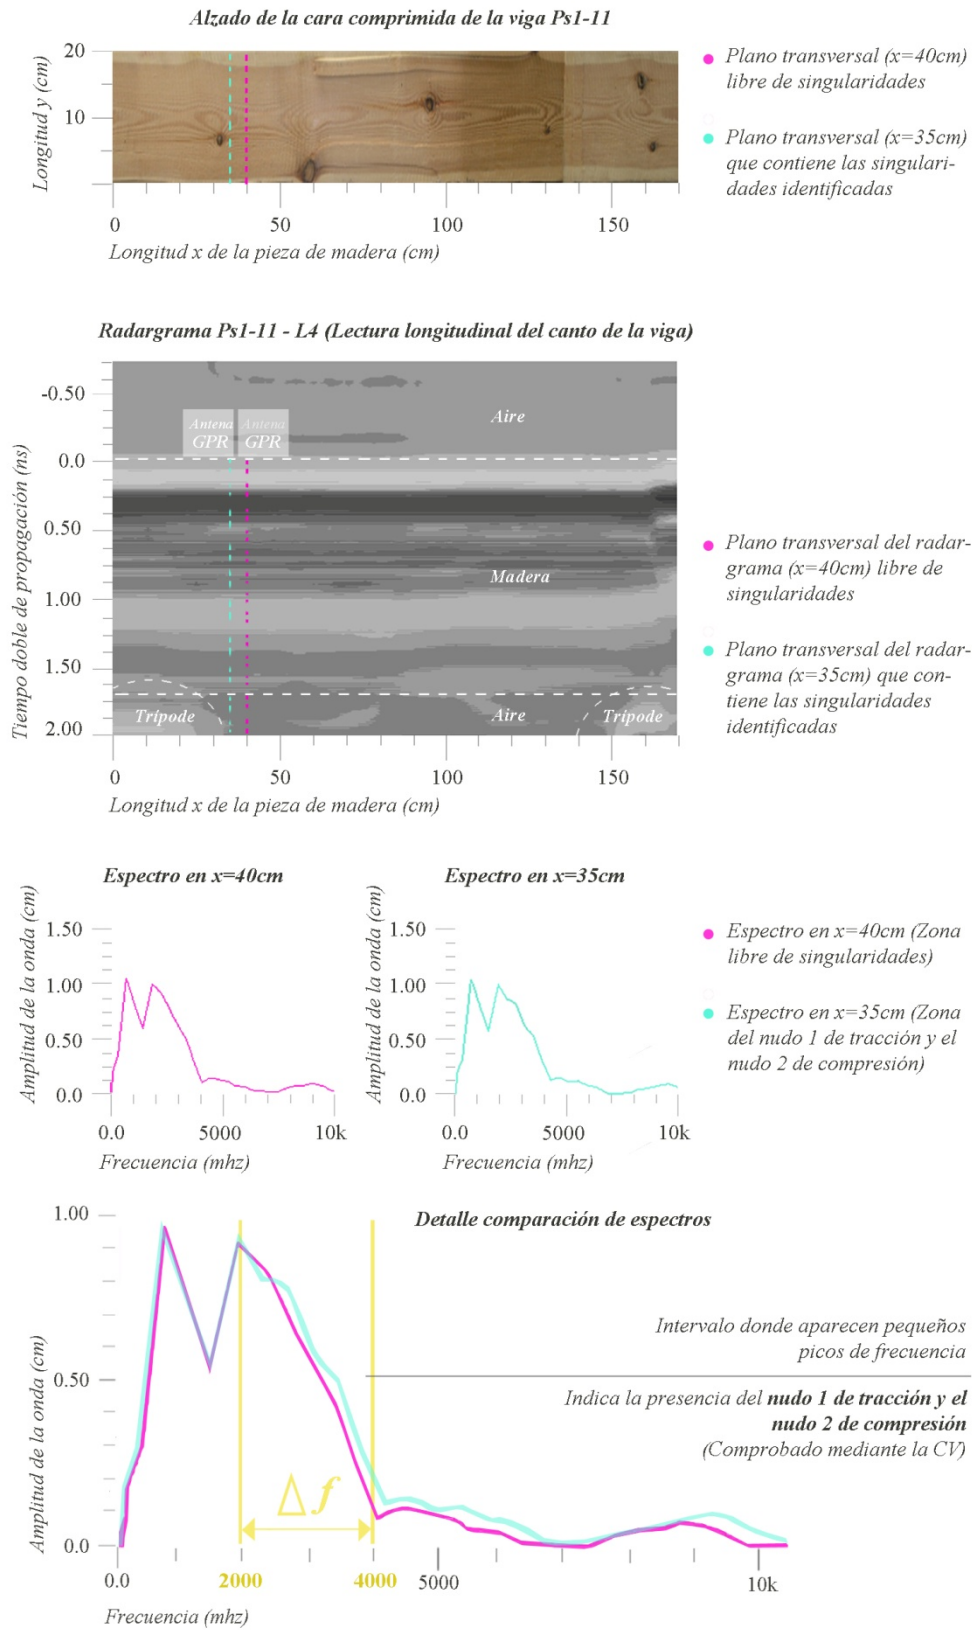 Alzado de la cara comprimida de la viga Ps1-11
Longitud y (cm)
20
10
0
50
100
150
Longitud x de la pieza de madera (cm)
Plano transversal (x=40cm)
libre de singularidades
Plano transversal (x=35cm)
que contiene las singulari-
dades identificadas
Radargrama Ps1-11 - L4 (Lectura longitudinal del canto de la viga)
Tiempo doble de propagación (ns)
-0.50
0.0
0.50
1.00
1.50
2.00
Antena
GPR
Antena
GPR
Aire
Madera
Trípode
Aire
Trípode
0
50
100
150
Longitud x de la pieza de madera (cm)
Plano transversal del radar-
grama (x=40cm) libre de
singularidades
Plano transversal del radar-
grama (x=35cm) que con-
tiene las singularidades
identificadas
Espectro en x=40cm
Amplitud de la onda (cm)
1.50
1.00
0.50
0.0
0.0
5000
10k
Frecuencia (mhz)
Espectro en x=35cm
Amplitud de la onda (cm)
1.50
1.00
0.50
0.0
0.0
5000
10k
Frecuencia (mhz)
Espectro en x=40cm (Zona
libre de singularidades)
Espectro en x=35cm (Zona
del nudo 1 de tracción y el
nudo 2 de compresión)
Detalle comparación de espectros
Amplitud de la onda (cm)
1.00
0.50
0.0
Δf
Intervalo donde aparecen pequeños
picos de frecuencia
Indica la presencia del nudo 1 de tracción y el
nudo 2 de compresión
(Comprobado mediante la CV)
0.0
2000
4000
5000
10k
Frecuencia (mhz)